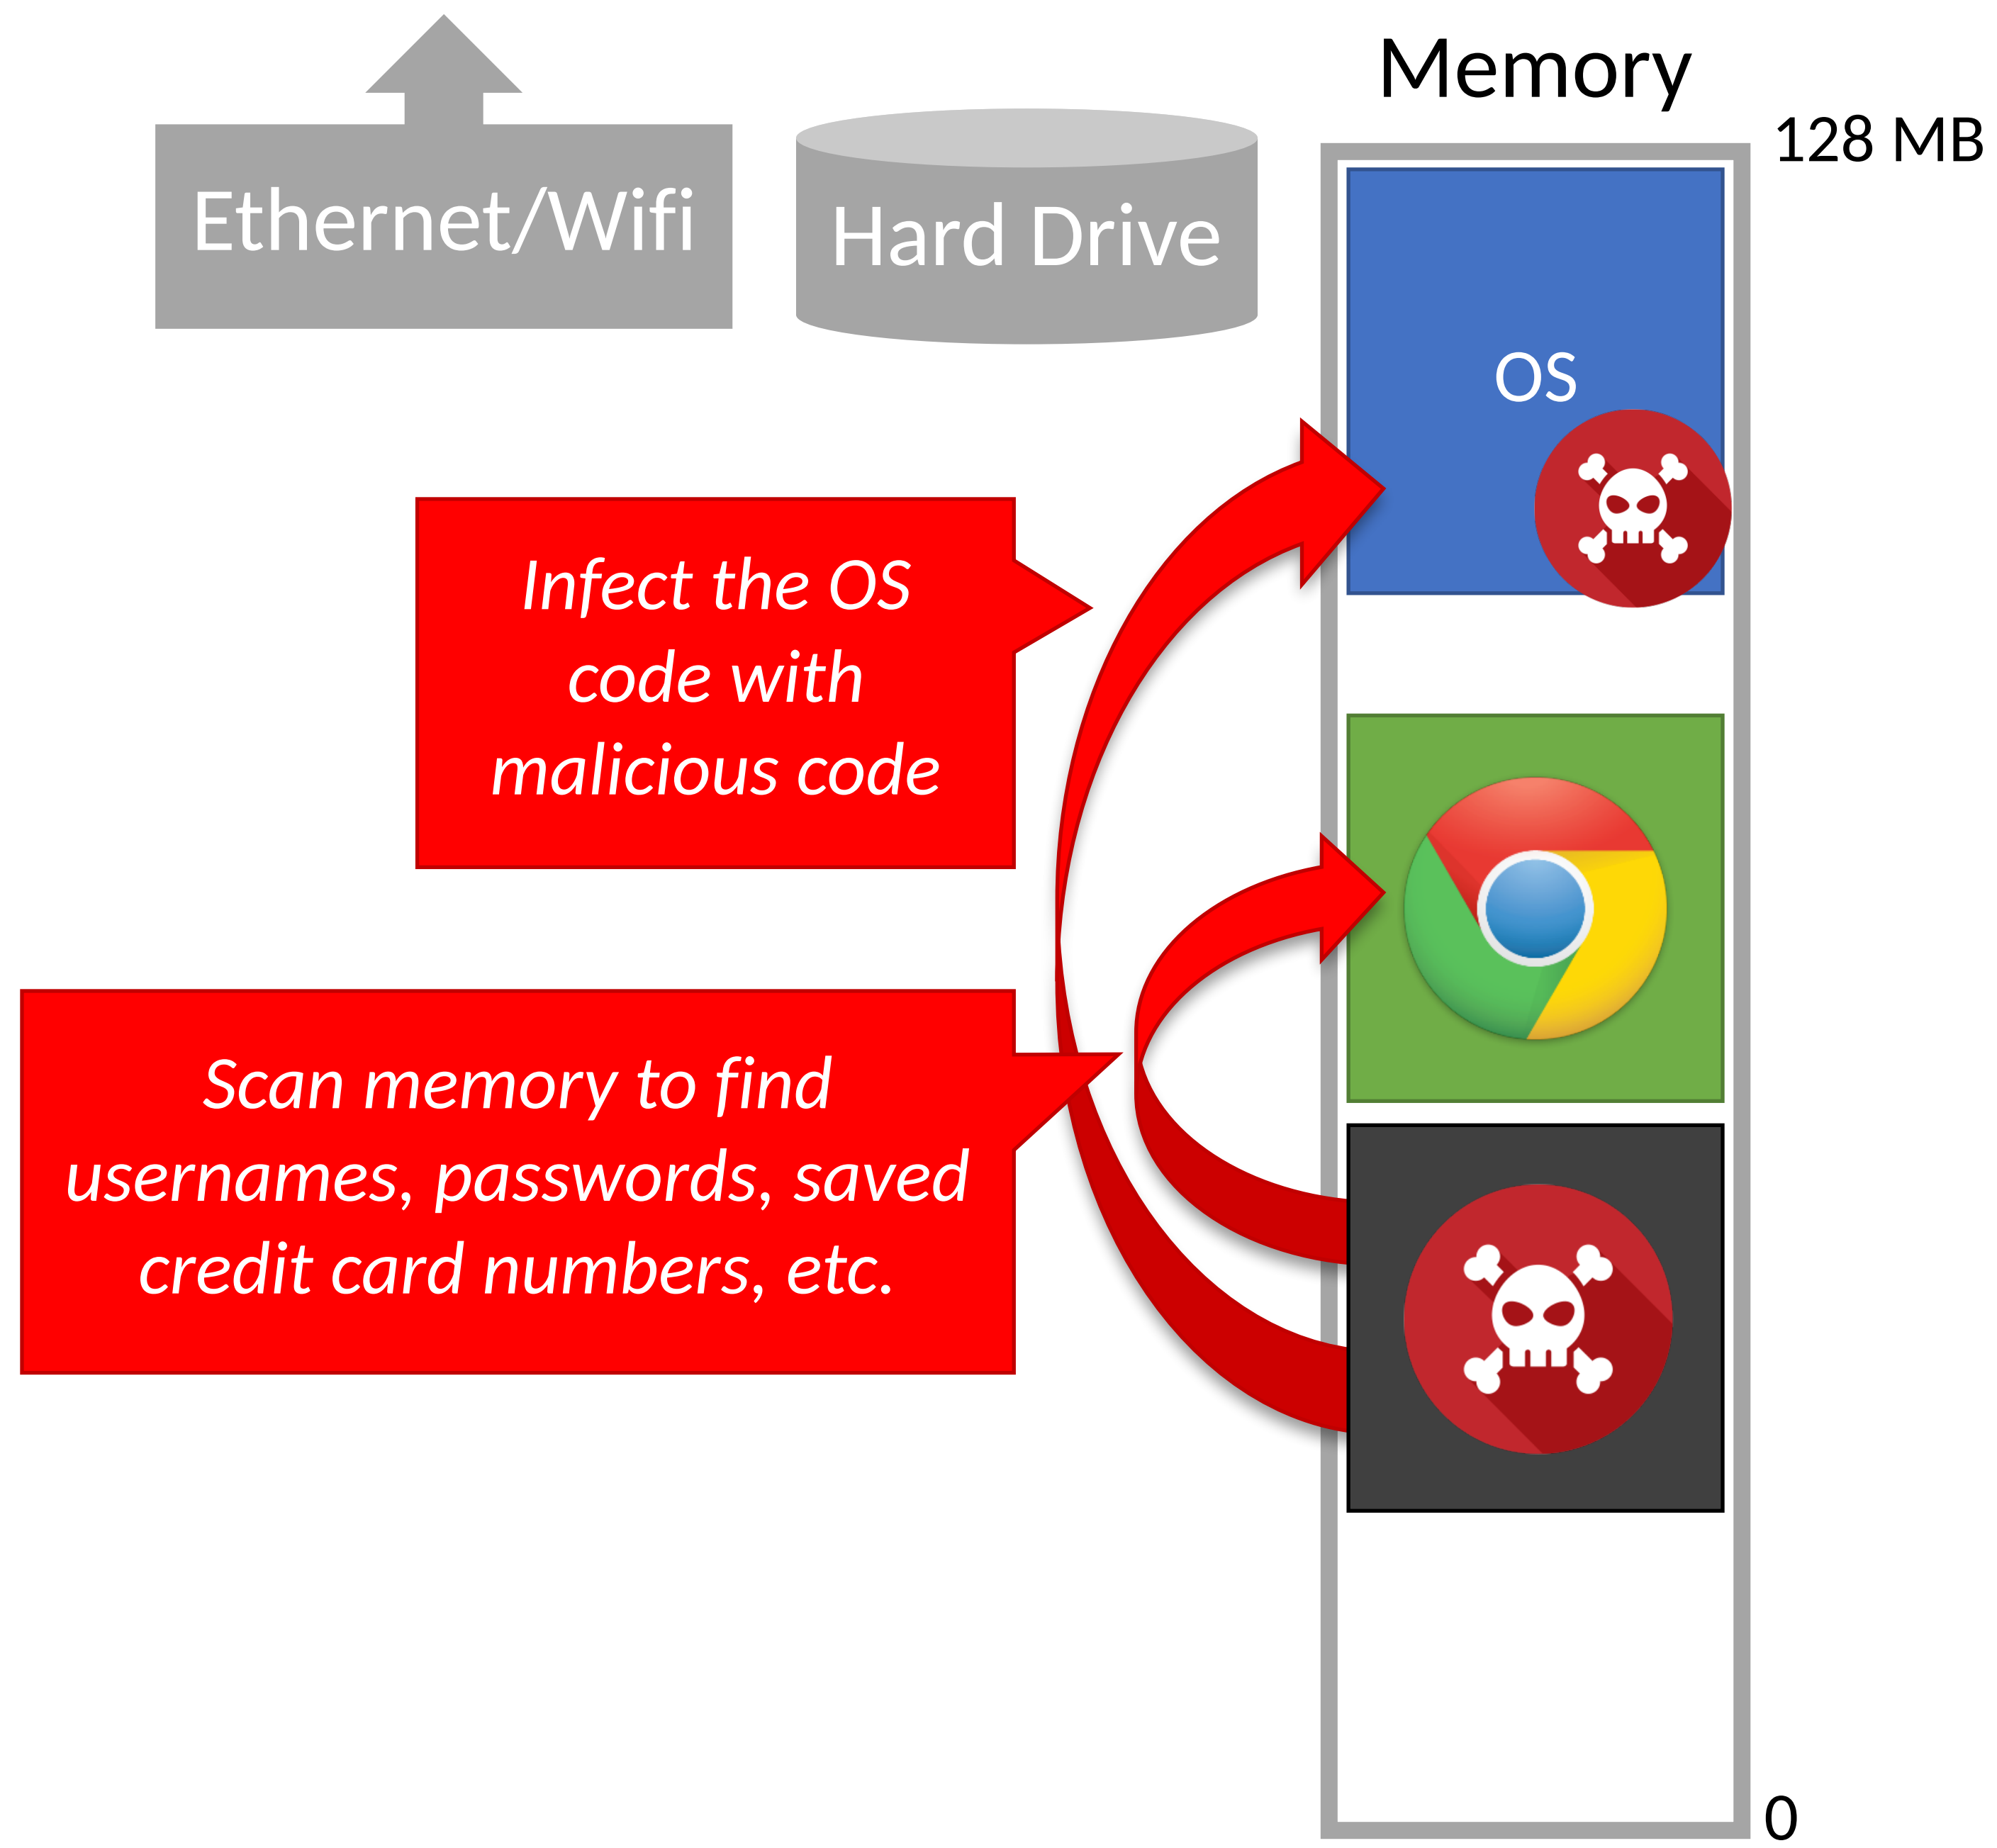 Memory
128 MB
Ethernet/Wifi
Hard Drive
OS
Infect the OS
code with
malicious code
Scan memory to find
usernames, passwords, saved
credit card numbers, etc.
0